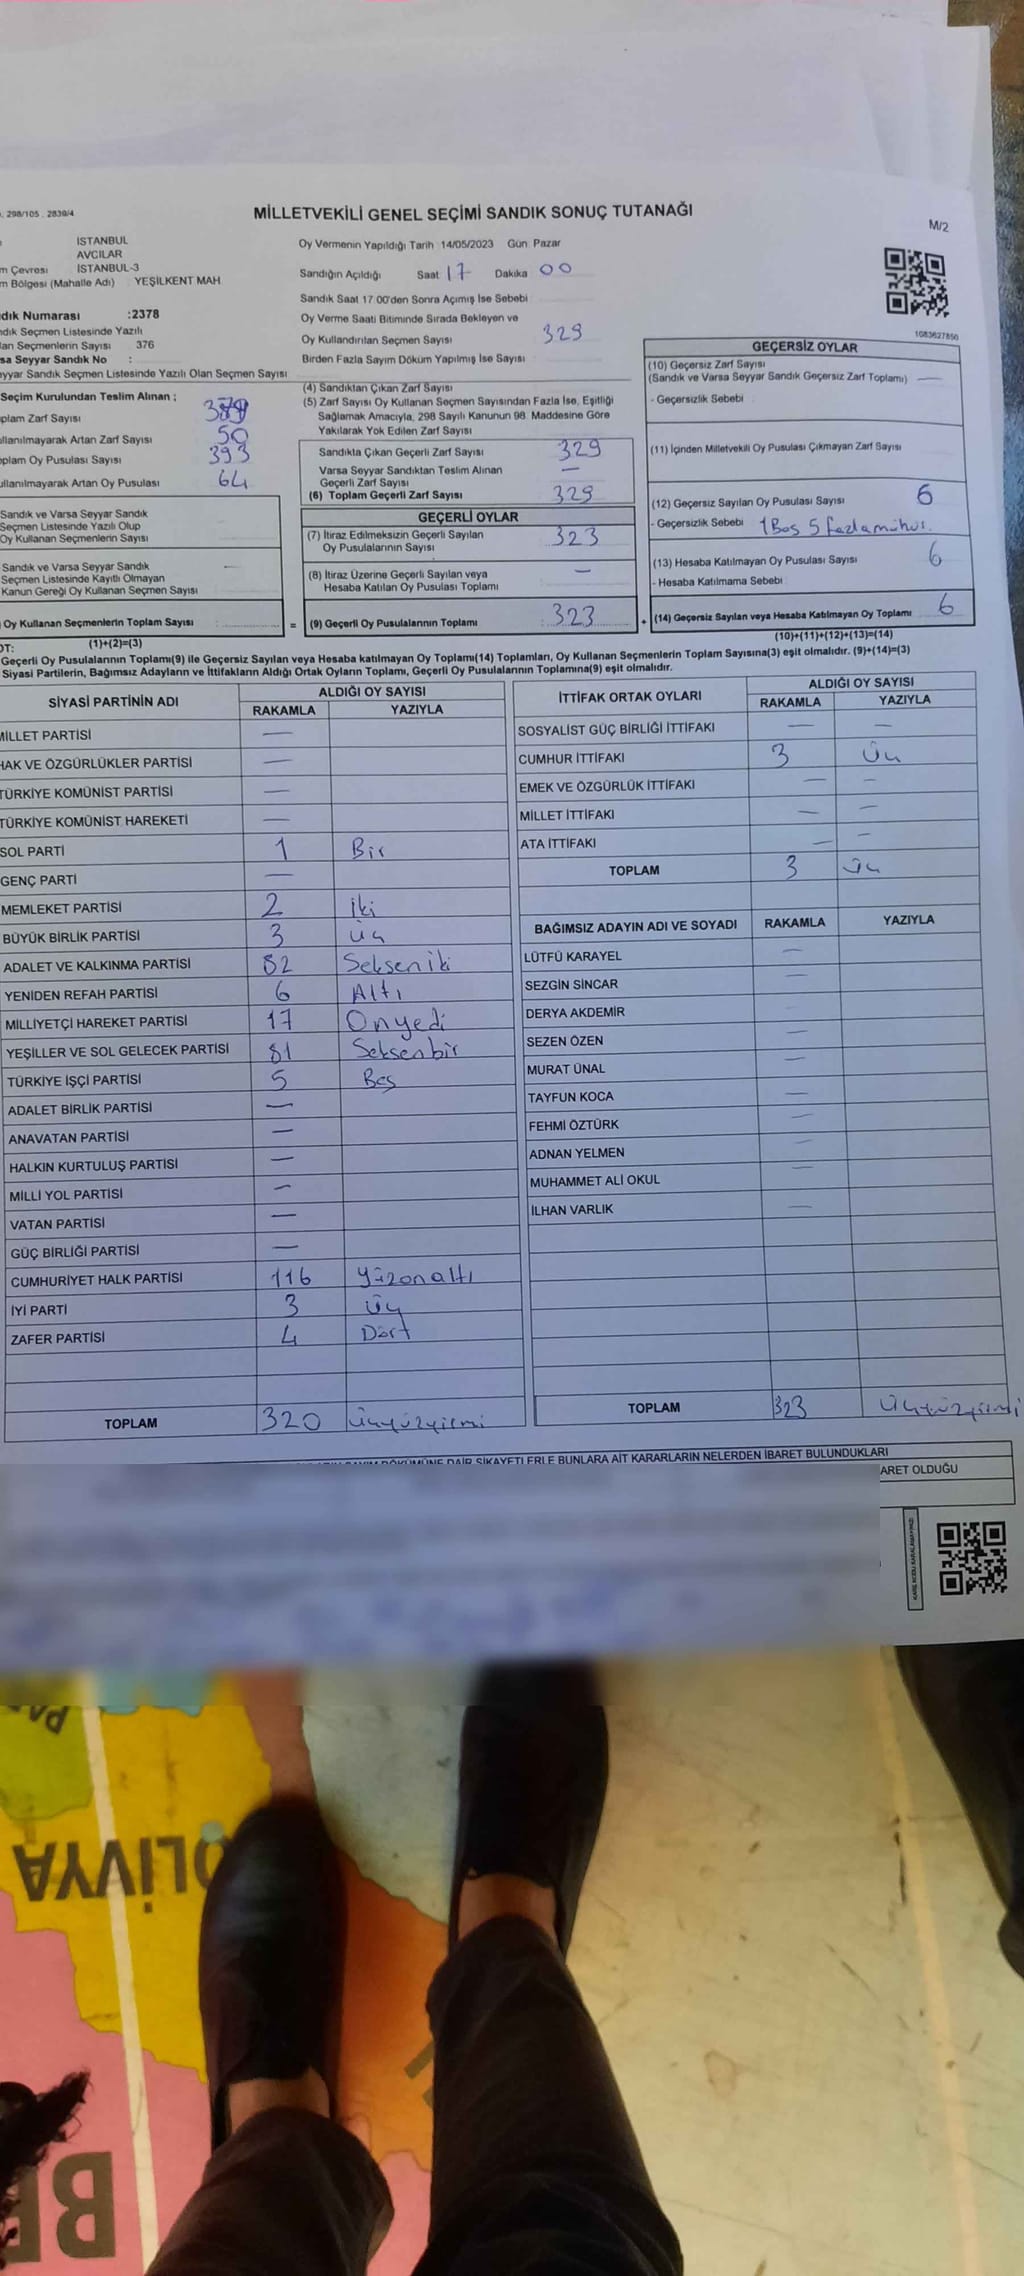 298/105 . 2839/4
MİLLETVEKİLİ GENEL SEÇİMİ SANDIK SONUÇ TUTANAĞI
M/2
İSTANBUL
AVCILAR
m Çevresi İSTANBUL-3
m Bölgesi (Mahalle Adı) : YEŞİLKENT MAH
dık Numarası :2378
ndık Seçmen Listesinde Yazılı
lan Seçmenlerin Sayısı 376
sa Seyyar Sandık No :
eyyar Sandık Seçmen Listesinde Yazılı Olan Seçmen Sayısı
Oy Vermenin Yapıldığı Tarih :14/05/2023 Gün: Pazar
Sandığın Açıldığı Saat 17 Dakika 00
Sandık Saat 17:00'den Sonra Açımış İse Sebebi
Oy Verme Saati Bitiminde Sırada Bekleyen ve
Oy Kullandırılan Seçmen Sayısı 329
Birden Fazla Sayım Döküm Yapılmış İse Sayısı
1083627856
Seçim Kurulundan Teslim Alınan ;
plam Zarf Sayısı
llanılmayarak Artan Zarf Sayısı 50
plam Oy Pusulası Sayısı 393
ullanılmayarak Artan Oy Pusulası 64
(4) Sandıktan Çıkan Zarf Sayısı
(5) Zarf Sayısı Oy Kullanan Seçmen Sayısından Fazla İse, Eşitliği
Sağlamak Amacıyla, 298 Sayılı Kanunun 98. Maddesine Göre
Yakılarak Yok Edilen Zarf Sayısı
Sandıkta Çıkan Geçerli Zarf Sayısı 329
Varsa Seyyar Sandıktan Teslim Alınan
Geçerli Zarf Sayısı —
(6) Toplam Geçerli Zarf Sayısı 329
GEÇERSİZ OYLAR
(10) Geçersiz Zarf Sayısı
(Sandık ve Varsa Seyyar Sandık Geçersiz Zarf Toplamı) —
- Geçersizlik Sebebi :
(11) İçinden Milletvekili Oy Pusulası Çıkmayan Zarf Sayısı
(12) Geçersiz Sayılan Oy Pusulası Sayısı 6
- Geçersizlik Sebebi : 1 Boş 5 fazla mühür.
(13) Hesaba Katılmayan Oy Pusulası Sayısı 6
- Hesaba Katılmama Sebebi
(14) Geçersiz Sayılan veya Hesaba Katılmayan Oy Toplamı 6
(10)+(11)+(12)+(13)=(14)
Sandık ve Varsa Seyyar Sandık
Seçmen Listesinde Yazılı Olup
Oy Kullanan Seçmenlerin Sayısı
Sandık ve Varsa Seyyar Sandık —
Seçmen Listesinde Kayıtlı Olmayan
Kanun Gereği Oy Kullanan Seçmen Sayısı
Oy Kullanan Seçmenlerin Toplam Sayısı : =
(1)+(2)=(3)
GEÇERLİ OYLAR
(7) İtiraz Edilmeksizin Geçerli Sayılan
Oy Pusulalarının Sayısı 323
(8) İtiraz Üzerine Geçerli Sayılan veya
Hesaba Katılan Oy Pusulası Toplamı —
(9) Geçerli Oy Pusulalarının Toplamı : 323 +
OT:
Geçerli Oy Pusulalarının Toplamı(9) ile Geçersiz Sayılan veya Hesaba katılmayan Oy Toplamı(14) Toplamları, Oy Kullanan Seçmenlerin Toplam Sayısına(3) eşit olmalıdır. (9)+(14)=(3)
Siyasi Partilerin, Bağımsız Adayların ve İttifakların Aldığı Ortak Oyların Toplamı, Geçerli Oy Pusulalarının Toplamına(9) eşit olmalıdır.
SİYASİ PARTİNİN ADI ALDIĞI OY SAYISI
RAKAMLA YAZIYLA
MİLLET PARTİSİ —
HAK VE ÖZGÜRLÜKLER PARTİSİ —
TÜRKİYE KOMÜNİST PARTİSİ —
TÜRKİYE KOMÜNİST HAREKETİ —
SOL PARTİ 1 Bir
GENÇ PARTİ —
MEMLEKET PARTİSİ 2 İki
BÜYÜK BİRLİK PARTİSİ 3 Üç
ADALET VE KALKINMA PARTİSİ 82 Seksen iki
YENİDEN REFAH PARTİSİ 6 Altı
MİLLİYETÇİ HAREKET PARTİSİ 17 Onyedi
YEŞİLLER VE SOL GELECEK PARTİSİ 81 Seksenbir
TÜRKİYE İŞÇİ PARTİSİ 5 Beş
ADALET BİRLİK PARTİSİ —
ANAVATAN PARTİSİ —
HALKIN KURTULUŞ PARTİSİ —
MİLLİ YOL PARTİSİ —
VATAN PARTİSİ —
GÜÇ BİRLİĞİ PARTİSİ —
CUMHURİYET HALK PARTİSİ 116 Yüzonaltı
İYİ PARTİ 3 Üç
ZAFER PARTİSİ 4 Dört
TOPLAM 320 Üçyüzyirmi
İTTİFAK ORTAK OYLARI ALDIĞI OY SAYISI
RAKAMLA YAZIYLA
SOSYALİST GÜÇ BİRLİĞİ İTTİFAKI — —
CUMHUR İTTİFAKI 3 Üç
EMEK VE ÖZGÜRLÜK İTTİFAKI — —
MİLLET İTTİFAKI — —
ATA İTTİFAKI — —
TOPLAM 3 Üç
BAĞIMSIZ ADAYIN ADI VE SOYADI RAKAMLA YAZIYLA
LÜTFÜ KARAYEL —
SEZGİN SİNCAR —
DERYA AKDEMİR
SEZEN ÖZEN —
MURAT ÜNAL —
TAYFUN KOCA —
FEHMİ ÖZTÜRK —
ADNAN YELMEN —
MUHAMMET ALİ OKUL —
İLHAN VARLIK —
TOPLAM 323 Üçyüzyirmi
DÖKÜMÜNE DAİR ŞİKAYETLERLE BUNLARA AİT KARARLARIN NELERDEN İBARET BULUNDUKLARI
ARET OLDUĞU
OLİVYA
BE